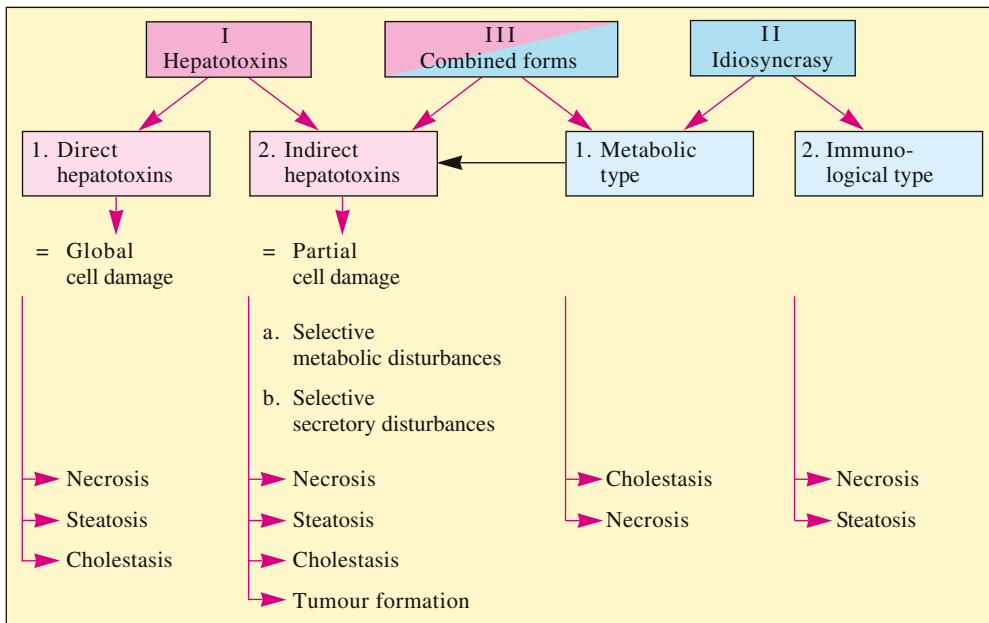 I
Hepatotoxins
III
Combined forms
II
Idiosyncrasy
1. Direct
hepatotoxins
2. Indirect
hepatotoxins
1. Metabolic
type
2. Immuno-
logical type
= Global
cell damage
= Partial
cell damage
a. Selective
metabolic disturbances
b. Selective
secretory disturbances
Necrosis
Steatosis
Cholestasis
Necrosis
Steatosis
Cholestasis
Tumour formation
Cholestasis
Necrosis
Necrosis
Steatosis